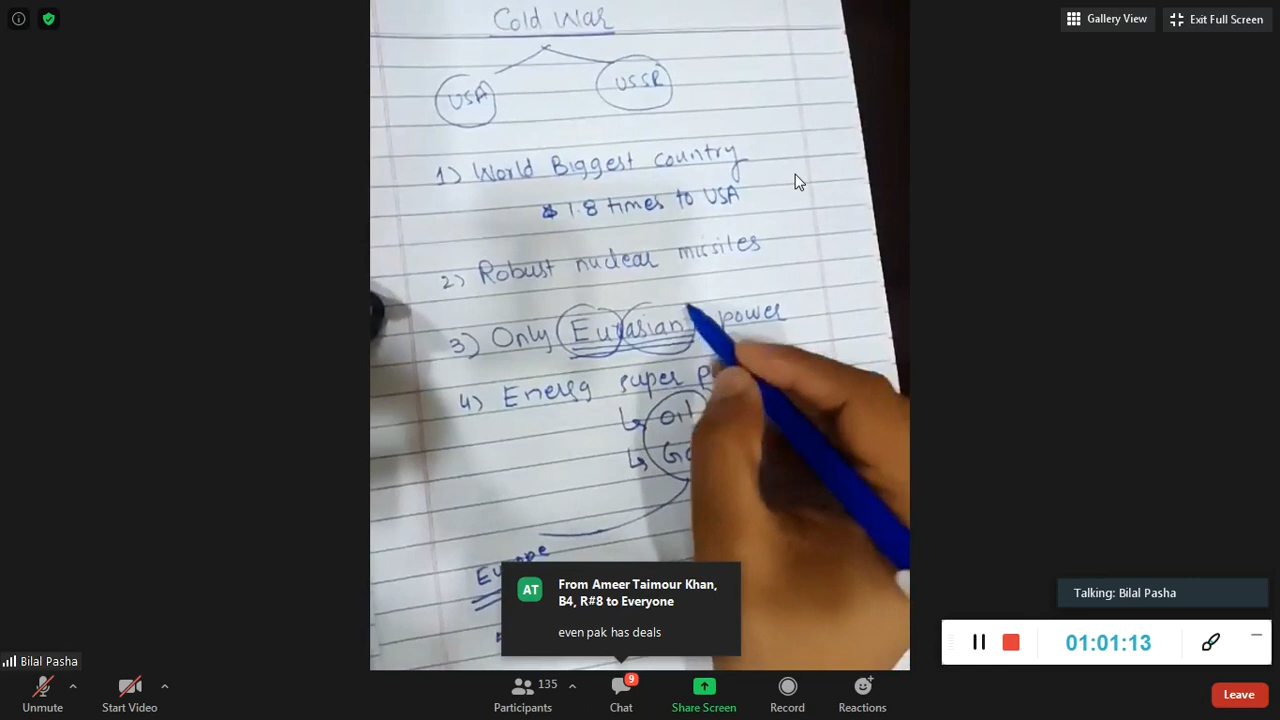 Gallery View
Exit Full Screen
Cold War
USA
USSR
1) World Biggest country
1.8 times to USA
2) Robust nuclear missiles
3) Only Eurasian power
4) Energy super
Oil
Europe
AT
From Ameer Taimour Khan,
B4, R#8 to Everyone
even pak has deals
Talking: Bilal Pasha
01:01:13
Bilal Pasha
Unmute
Start Video
135
Participants
9
Chat
Share Screen
Record
Reactions
Leave